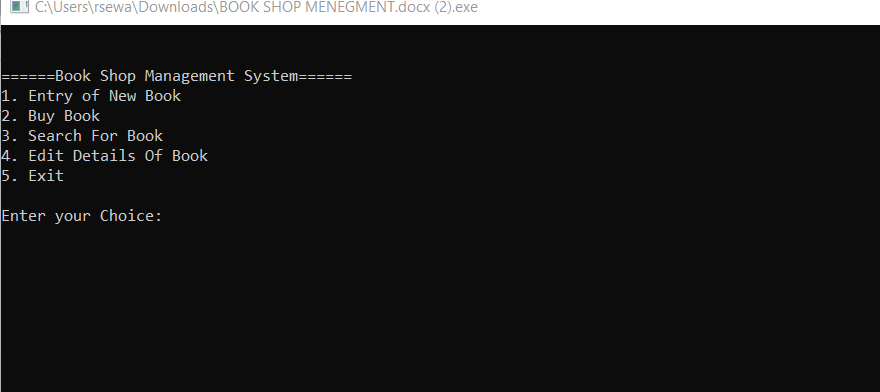 C:\Users\rsewa\Downloads\BOOK SHOP MENEGMENT.docx (2).exe
======Book Shop Management System======
1. Entry of New Book
2. Buy Book
3. Search For Book
4. Edit Details Of Book
5. Exit
Enter your Choice: